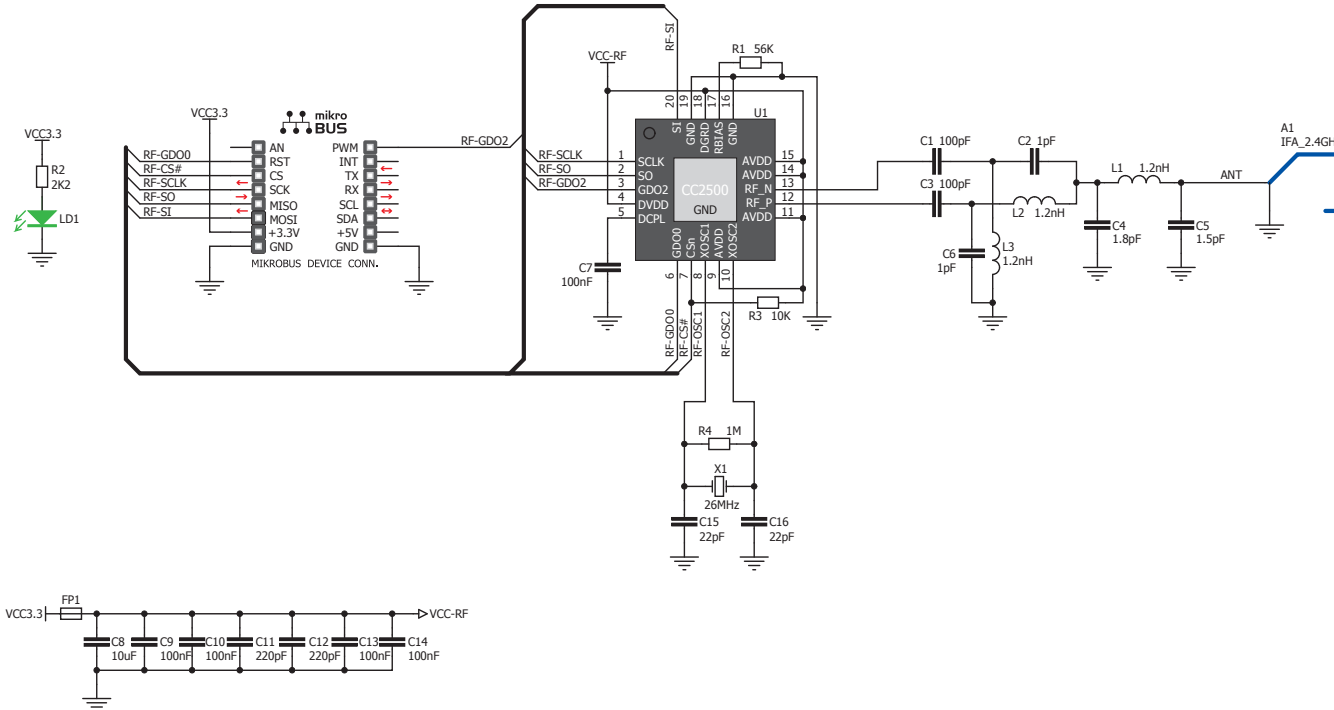 VCC3.3
R2
2K2
LD1
VCC3.3
mikro
BUS
AN
RST
CS
SCK
MISO
MOSI
+3.3V
GND
PWM
INT
TX
RX
SCL
SDA
+5V
GND
MIKROBUS DEVICE CONN.
RF-GDO0
RF-CS#
RF-SCLK
RF-SO
RF-SI
RF-GDO2
RF-SI
VCC-RF
R1 56K
U1
20 19 18 17 16
SI GND DGRD RBIAS GND
RF-SCLK 1 SCLK
RF-SO 2 SO
RF-GDO2 3 GDO2
4 DVDD
5 DCPL
CC2500
GND
AVDD 15
AVDD 14
RF_N 13
RF_P 12
AVDD 11
GDO0 CSn XOSC1 AVDD XOSC2
6 7 8 9 10
RF-GDO0
RF-CS#
RF-OSC1
RF-OSC2
C7
100nF
R3 10K
R4 1M
X1
26MHz
C15
22pF
C16
22pF
C1 100pF
C3 100pF
C2 1pF
L2 1.2nH
L3
1.2nH
C6
1pF
L1 1.2nH
C4
1.8pF
C5
1.5pF
ANT
A1
IFA_2.4GH
VCC3.3
FP1
VCC-RF
C8
10uF
C9
100nF
C10
100nF
C11
220pF
C12
220pF
C13
100nF
C14
100nF